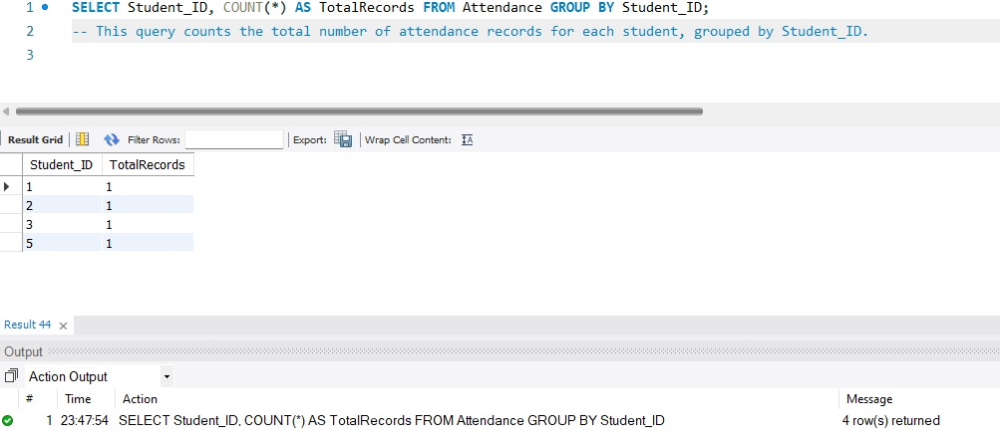 1 SELECT Student_ID, COUNT(*) AS TotalRecords FROM Attendance GROUP BY Student_ID;
2 -- This query counts the total number of attendance records for each student, grouped by Student_ID.
3
Result Grid Filter Rows: Export: Wrap Cell Content: IA
Student_ID TotalRecords
1 1
2 1
3 1
5 1
Result 44 ×
Output
Action Output
# Time Action Message
1 23:47:54 SELECT Student_ID, COUNT(*) AS TotalRecords FROM Attendance GROUP BY Student_ID 4 row(s) returned